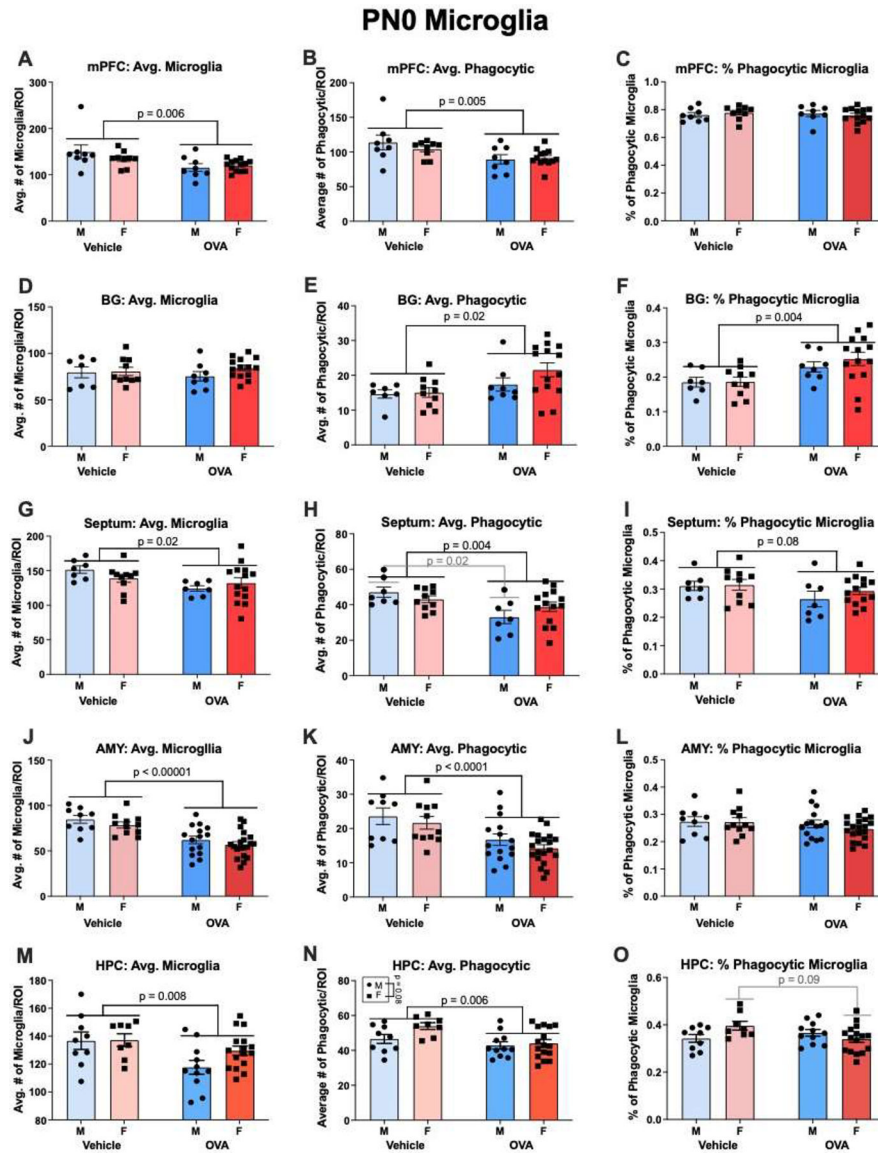 PN0 Microglia
A
mPFC: Avg. Microglia
Avg. # of Microglia/ROI
300
200
150
100
50
0
p = 0.006
M F M F
Vehicle OVA
B
mPFC: Avg. Phagocytic
Average # of Phagocytic/ROI
200
150
100
50
0
p = 0.005
M F M F
Vehicle OVA
C
mPFC: % Phagocytic Microglia
% of Phagocytic Microglia
1.0
0.8
0.6
0.4
0.2
0.0
M F M F
Vehicle OVA
D
BG: Avg. Microglia
Avg. # of Microglia/ROI
150
100
50
0
M F M F
Vehicle OVA
E
BG: Avg. Phagocytic
Avg. # of Phagocytic/ROI
40
30
20
10
0
p = 0.02
M F M F
Vehicle OVA
F
BG: % Phagocytic Microglia
% of Phagocytic Microglia
0.4
0.3
0.2
0.1
0.0
p = 0.004
M F M F
Vehicle OVA
G
Septum: Avg. Microglia
Avg. # of Microglia/ROI
200
150
100
50
0
p = 0.02
M F M F
Vehicle OVA
H
Septum: Avg. Phagocytic
Avg. # of Phagocytic/ROI
80
60
40
20
0
p = 0.004
p = 0.02
M F M F
Vehicle OVA
I
Septum: % Phagocytic Microglia
% of Phagocytic Microglia
0.5
0.4
0.3
0.2
0.1
0.0
p = 0.08
M F M F
Vehicle OVA
J
AMY: Avg. Microgllia
Avg. # of Microglia/ROI
150
100
50
0
p < 0.00001
M F M F
Vehicle OVA
K
AMY: Avg. Phagocytic
Avg. # of Phagocytic/ROI
40
30
20
10
0
p < 0.0001
M F M F
Vehicle OVA
L
AMY: % Phagocytic Microglia
% of Phagocytic Microglia
0.5
0.4
0.3
0.2
0.1
0.0
M F M F
Vehicle OVA
M
HPC: Avg. Microglia
Avg. # of Microglia/ROI
180
160
140
120
100
80
p = 0.008
M F M F
Vehicle OVA
N
HPC: Avg. Phagocytic
Average # of Phagocytic/ROI
80
60
40
20
0
M
F
p = 0.08
p = 0.006
M F M F
Vehicle OVA
O
HPC: % Phagocytic Microglia
% of Phagocytic Microglia
0.6
0.4
0.2
0.0
p = 0.09
M F M F
Vehicle OVA